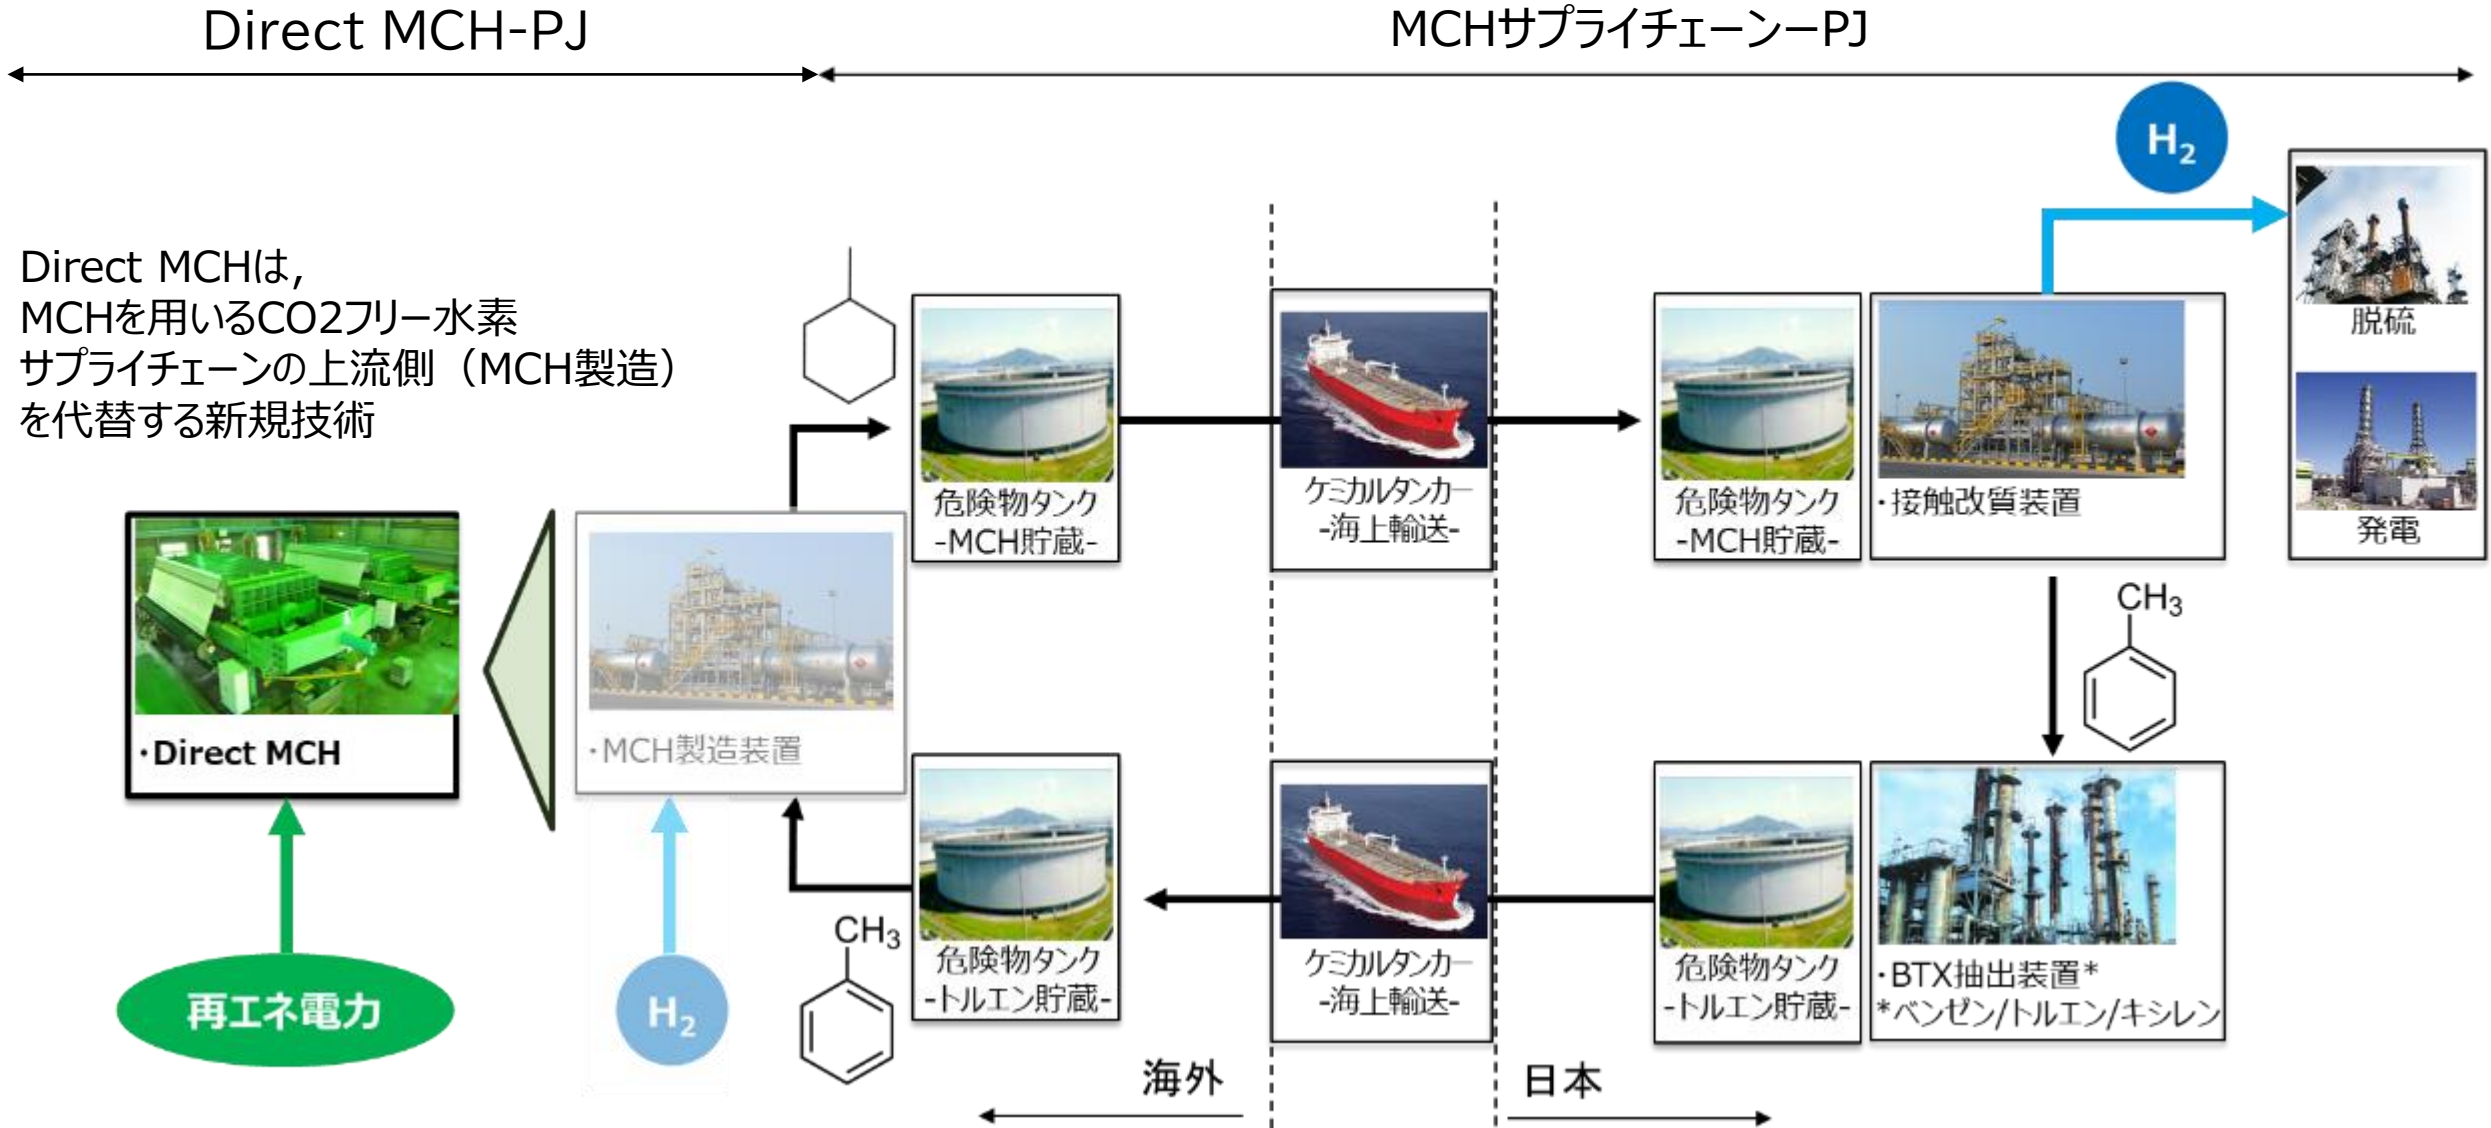 Direct MCH-PJ
MCHサプライチェーンーPJ
H₂
Direct MCHは,
MCHを用いるCO2フリー水素
サプライチェーンの上流側（MCH製造）
を代替する新規技術
危険物タンク
-MCH貯蔵-
ケミカルタンカー
-海上輸送-
危険物タンク
-MCH貯蔵-
・接触改質装置
脱硫
発電
CH₃
・Direct MCH
・MCH製造装置
再エネ電力
H₂
CH₃
危険物タンク
-トルエン貯蔵-
ケミカルタンカー
-海上輸送-
危険物タンク
-トルエン貯蔵-
・BTX抽出装置*
*ベンゼン/トルエン/キシレン
海外
日本